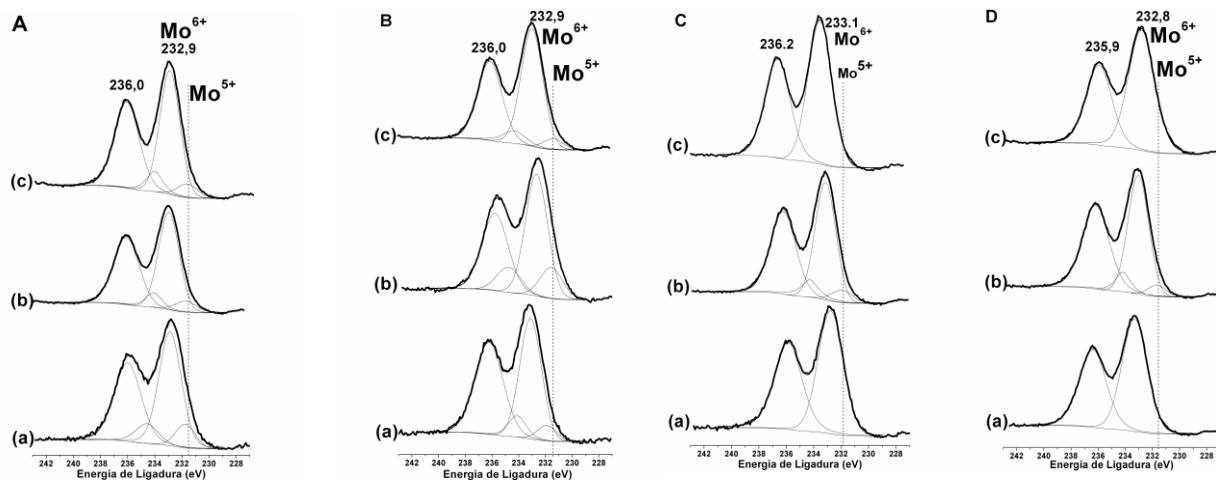 A
Mo6+
232,9
236,0
Mo5+
(c)
(b)
(a)
242 240 238 236 234 232 230 228
Energia de Ligadura (eV)
B
232,9
Mo6+
236,0
Mo5+
(c)
(b)
(a)
242 240 238 236 234 232 230 228
Energia de Ligadura (eV)
C
233.1
236.2
Mo6+
Mo5+
(c)
(b)
(a)
242 240 238 236 234 232 230 228
Energia de Ligadura (eV)
D
232,8
Mo6+
235,9
Mo5+
(c)
(b)
(a)
242 240 238 236 234 232 230 228
Energia de Ligadura (eV)